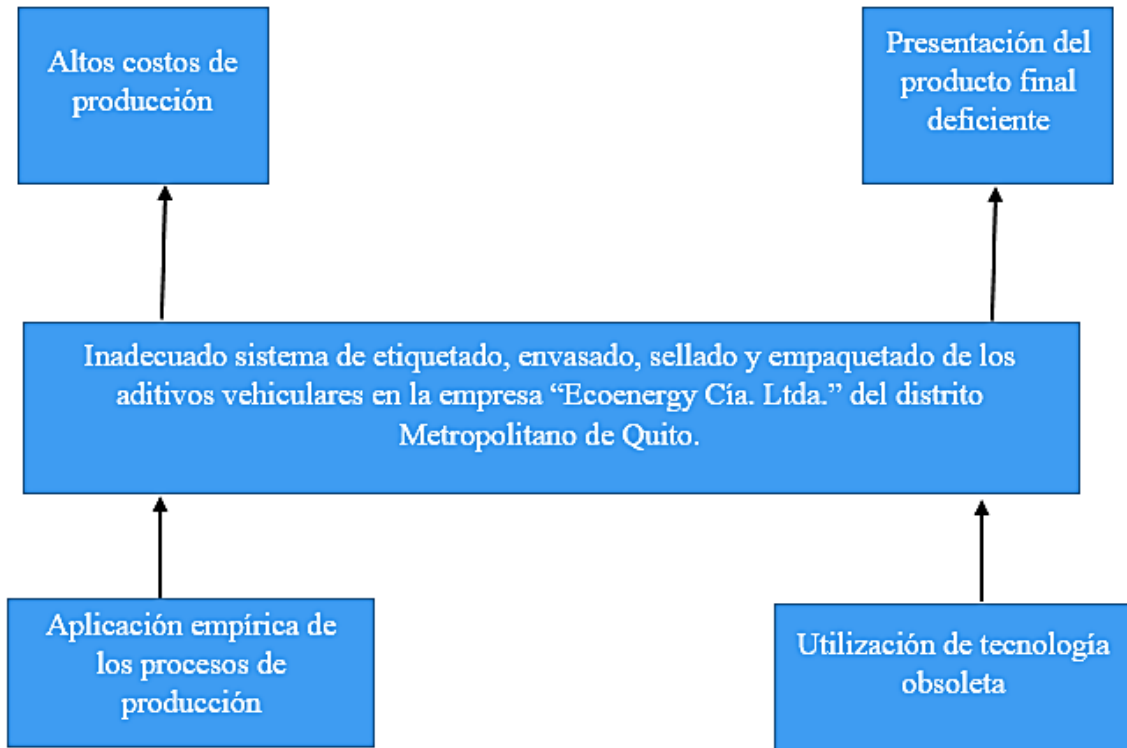 Altos costos de
producción
Presentación del
producto final
deficiente
Inadecuado sistema de etiquetado, envasado, sellado y empaquetado de los
aditivos vehiculares en la empresa “Ecoenergy Cía. Ltda.” del distrito
Metropolitano de Quito.
Aplicación empírica de
los procesos de
producción
Utilización de tecnología
obsoleta